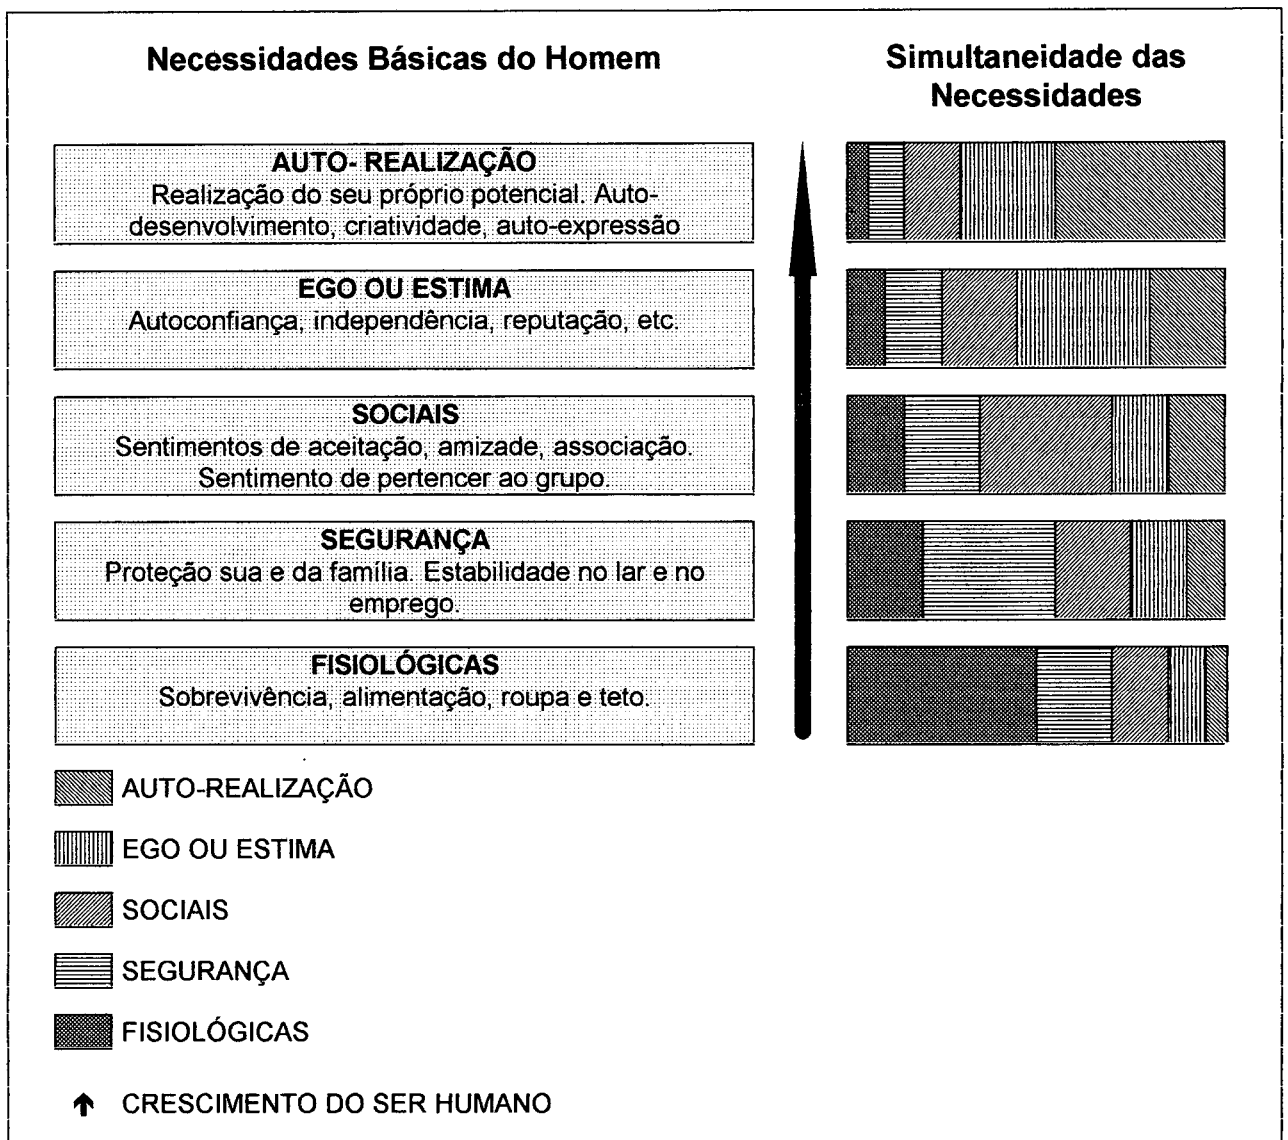 Necessidades Básicas do Homem
Simultaneidade das
Necessidades
AUTO- REALIZAÇÃO
Realização do seu próprio potencial. Auto-
desenvolvimento, criatividade, auto-expressão
EGO OU ESTIMA
Autoconfiança, independência, reputação, etc.
SOCIAIS
Sentimentos de aceitação, amizade, associação.
Sentimento de pertencer ao grupo.
SEGURANÇA
Proteção sua e da família. Estabilidade no lar e no
emprego.
FISIOLÓGICAS
Sobrevivência, alimentação, roupa e teto.
AUTO-REALIZAÇÃO
EGO OU ESTIMA
SOCIAIS
SEGURANÇA
FISIOLÓGICAS
CRESCIMENTO DO SER HUMANO